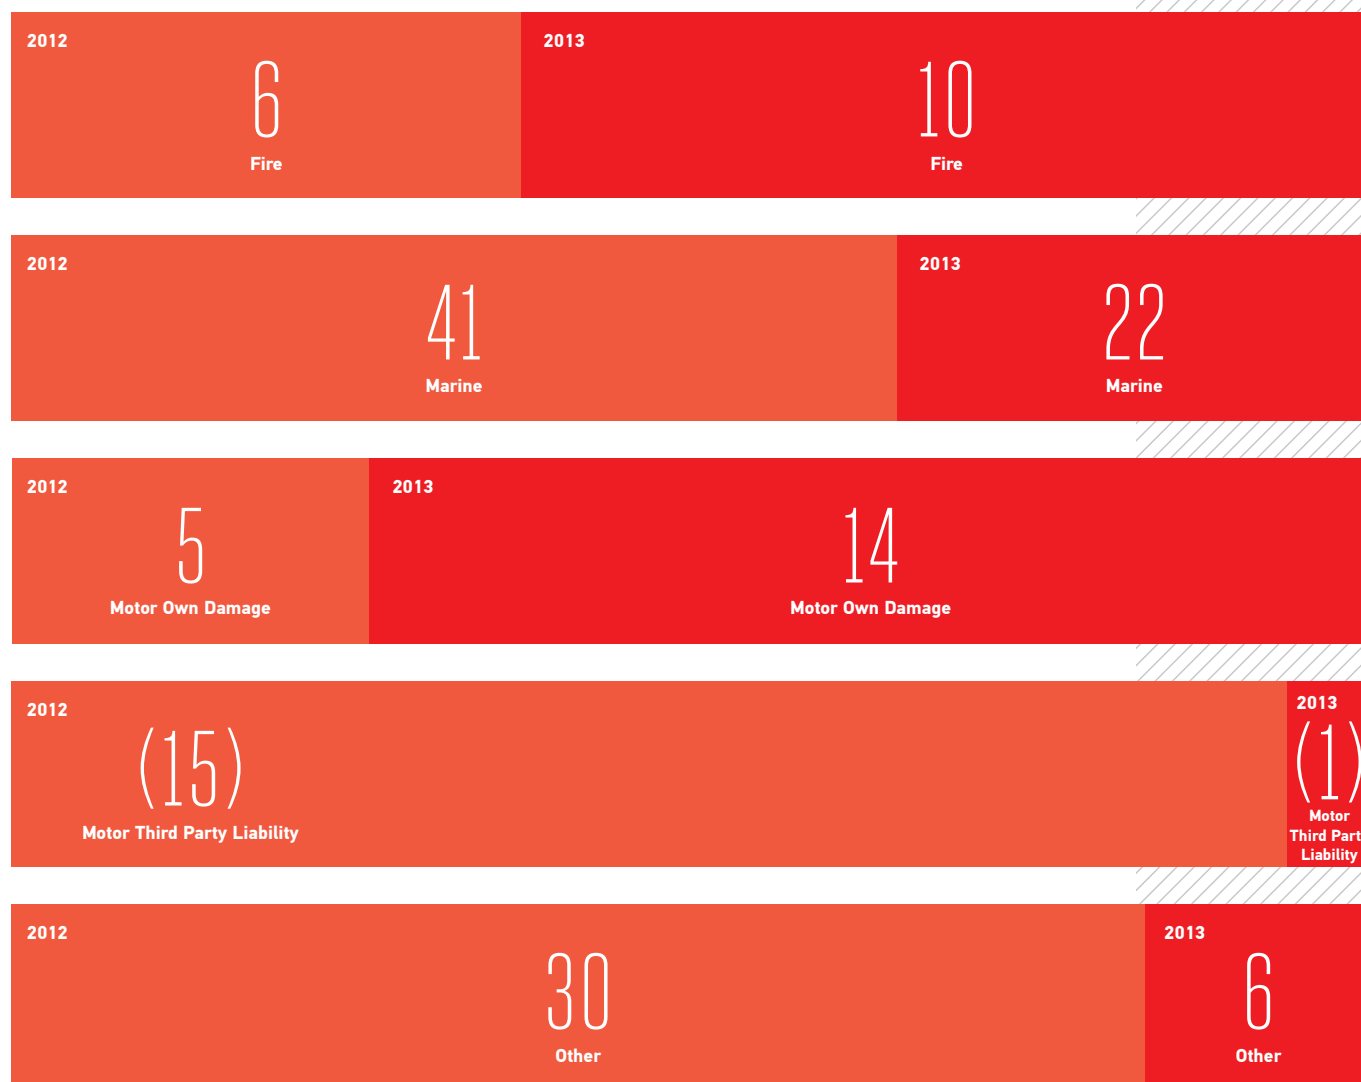 2012
6
Fire
2013
10
Fire
2012
41
Marine
2013
22
Marine
2012
5
Motor Own Damage
2013
14
Motor Own Damage
2012
(15)
Motor Third Party Liability
2013
(1)
Motor
Third Part
Liability
2012
30
Other
2013
6
Other